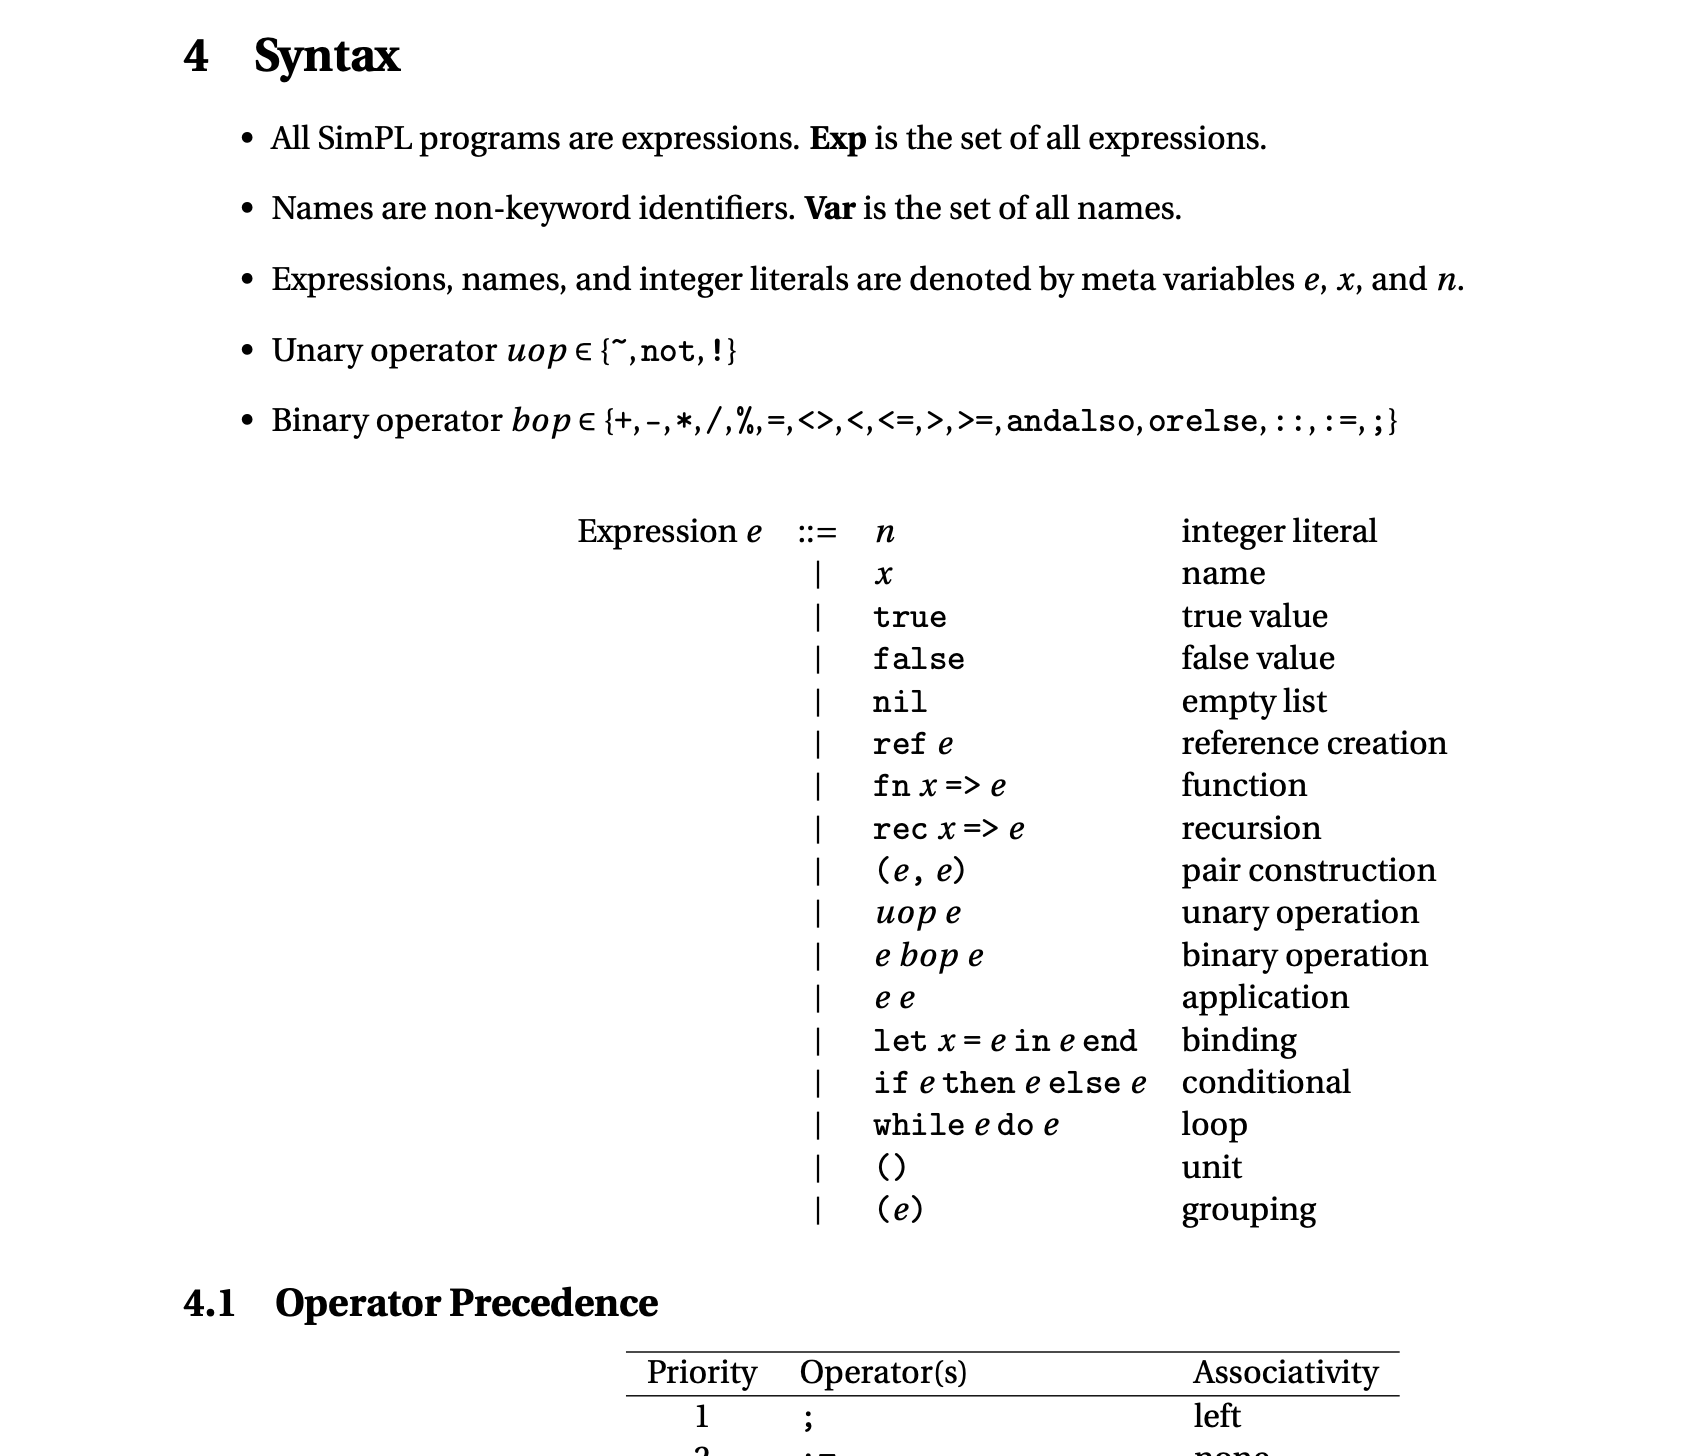 4 Syntax
• All SimPL programs are expressions. Exp is the set of all expressions.
• Names are non-keyword identifiers. Var is the set of all names.
• Expressions, names, and integer literals are denoted by meta variables e, x, and n.
• Unary operator uop ∈ {~,not,!}
• Binary operator bop ∈ {+,-,*,/,%,=,<>,<,<=,>,>=,andalso,orelse,::,:=,;}
Expression e ::= n integer literal
| x name
| true true value
| false false value
| nil empty list
| ref e reference creation
| fn x => e function
| rec x => e recursion
| (e, e) pair construction
| uop e unary operation
| e bop e binary operation
| e e application
| let x = e in e end binding
| if e then e else e conditional
| while e do e loop
| () unit
| (e) grouping
4.1 Operator Precedence
Priority Operator(s) Associativity
1 ; left
2 := none